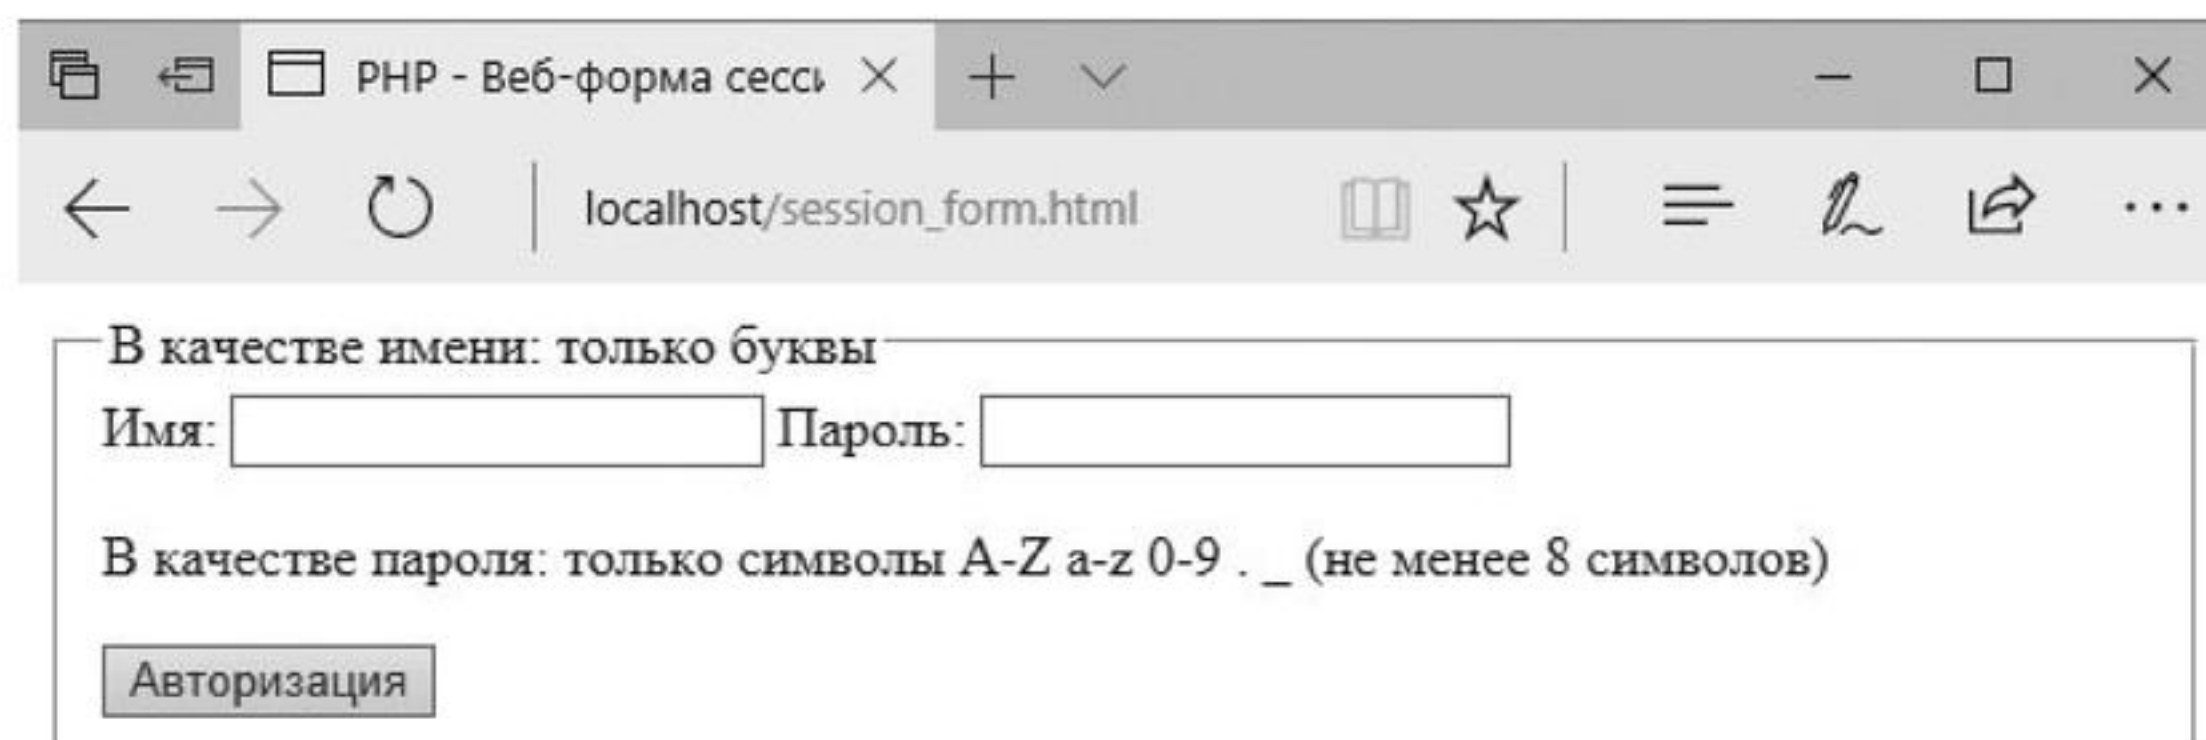 PHP - Веб-форма сесси
localhost/session_form.html
В качестве имени: только буквы
Имя: Пароль:
В качестве пароля: только символы A-Z a-z 0-9 . _ (не менее 8 символов)
Авторизация